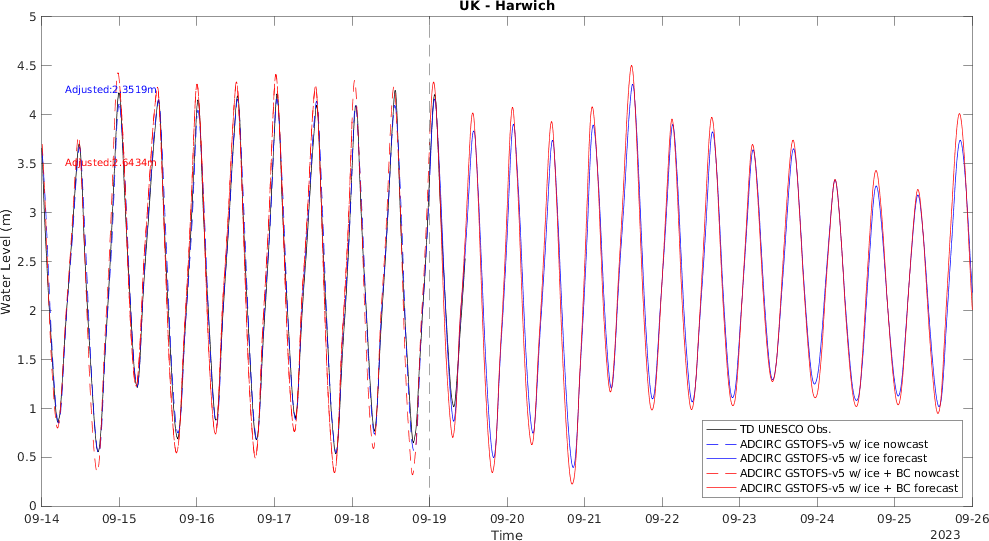 UK - Harwich
5
4.5
4
3.5
3
2.5
2
1.5
1
0.5
0
Water Level (m)
Adjusted:2.3519m
Adjusted:2.6434m
TD UNESCO Obs.
ADCIRC GSTOFS-v5 w/ ice nowcast
ADCIRC GSTOFS-v5 w/ ice forecast
ADCIRC GSTOFS-v5 w/ ice + BC nowcast
ADCIRC GSTOFS-v5 w/ ice + BC forecast
09-14 09-15 09-16 09-17 09-18 09-19 09-20 09-21 09-22 09-23 09-24 09-25 09-26
Time
2023